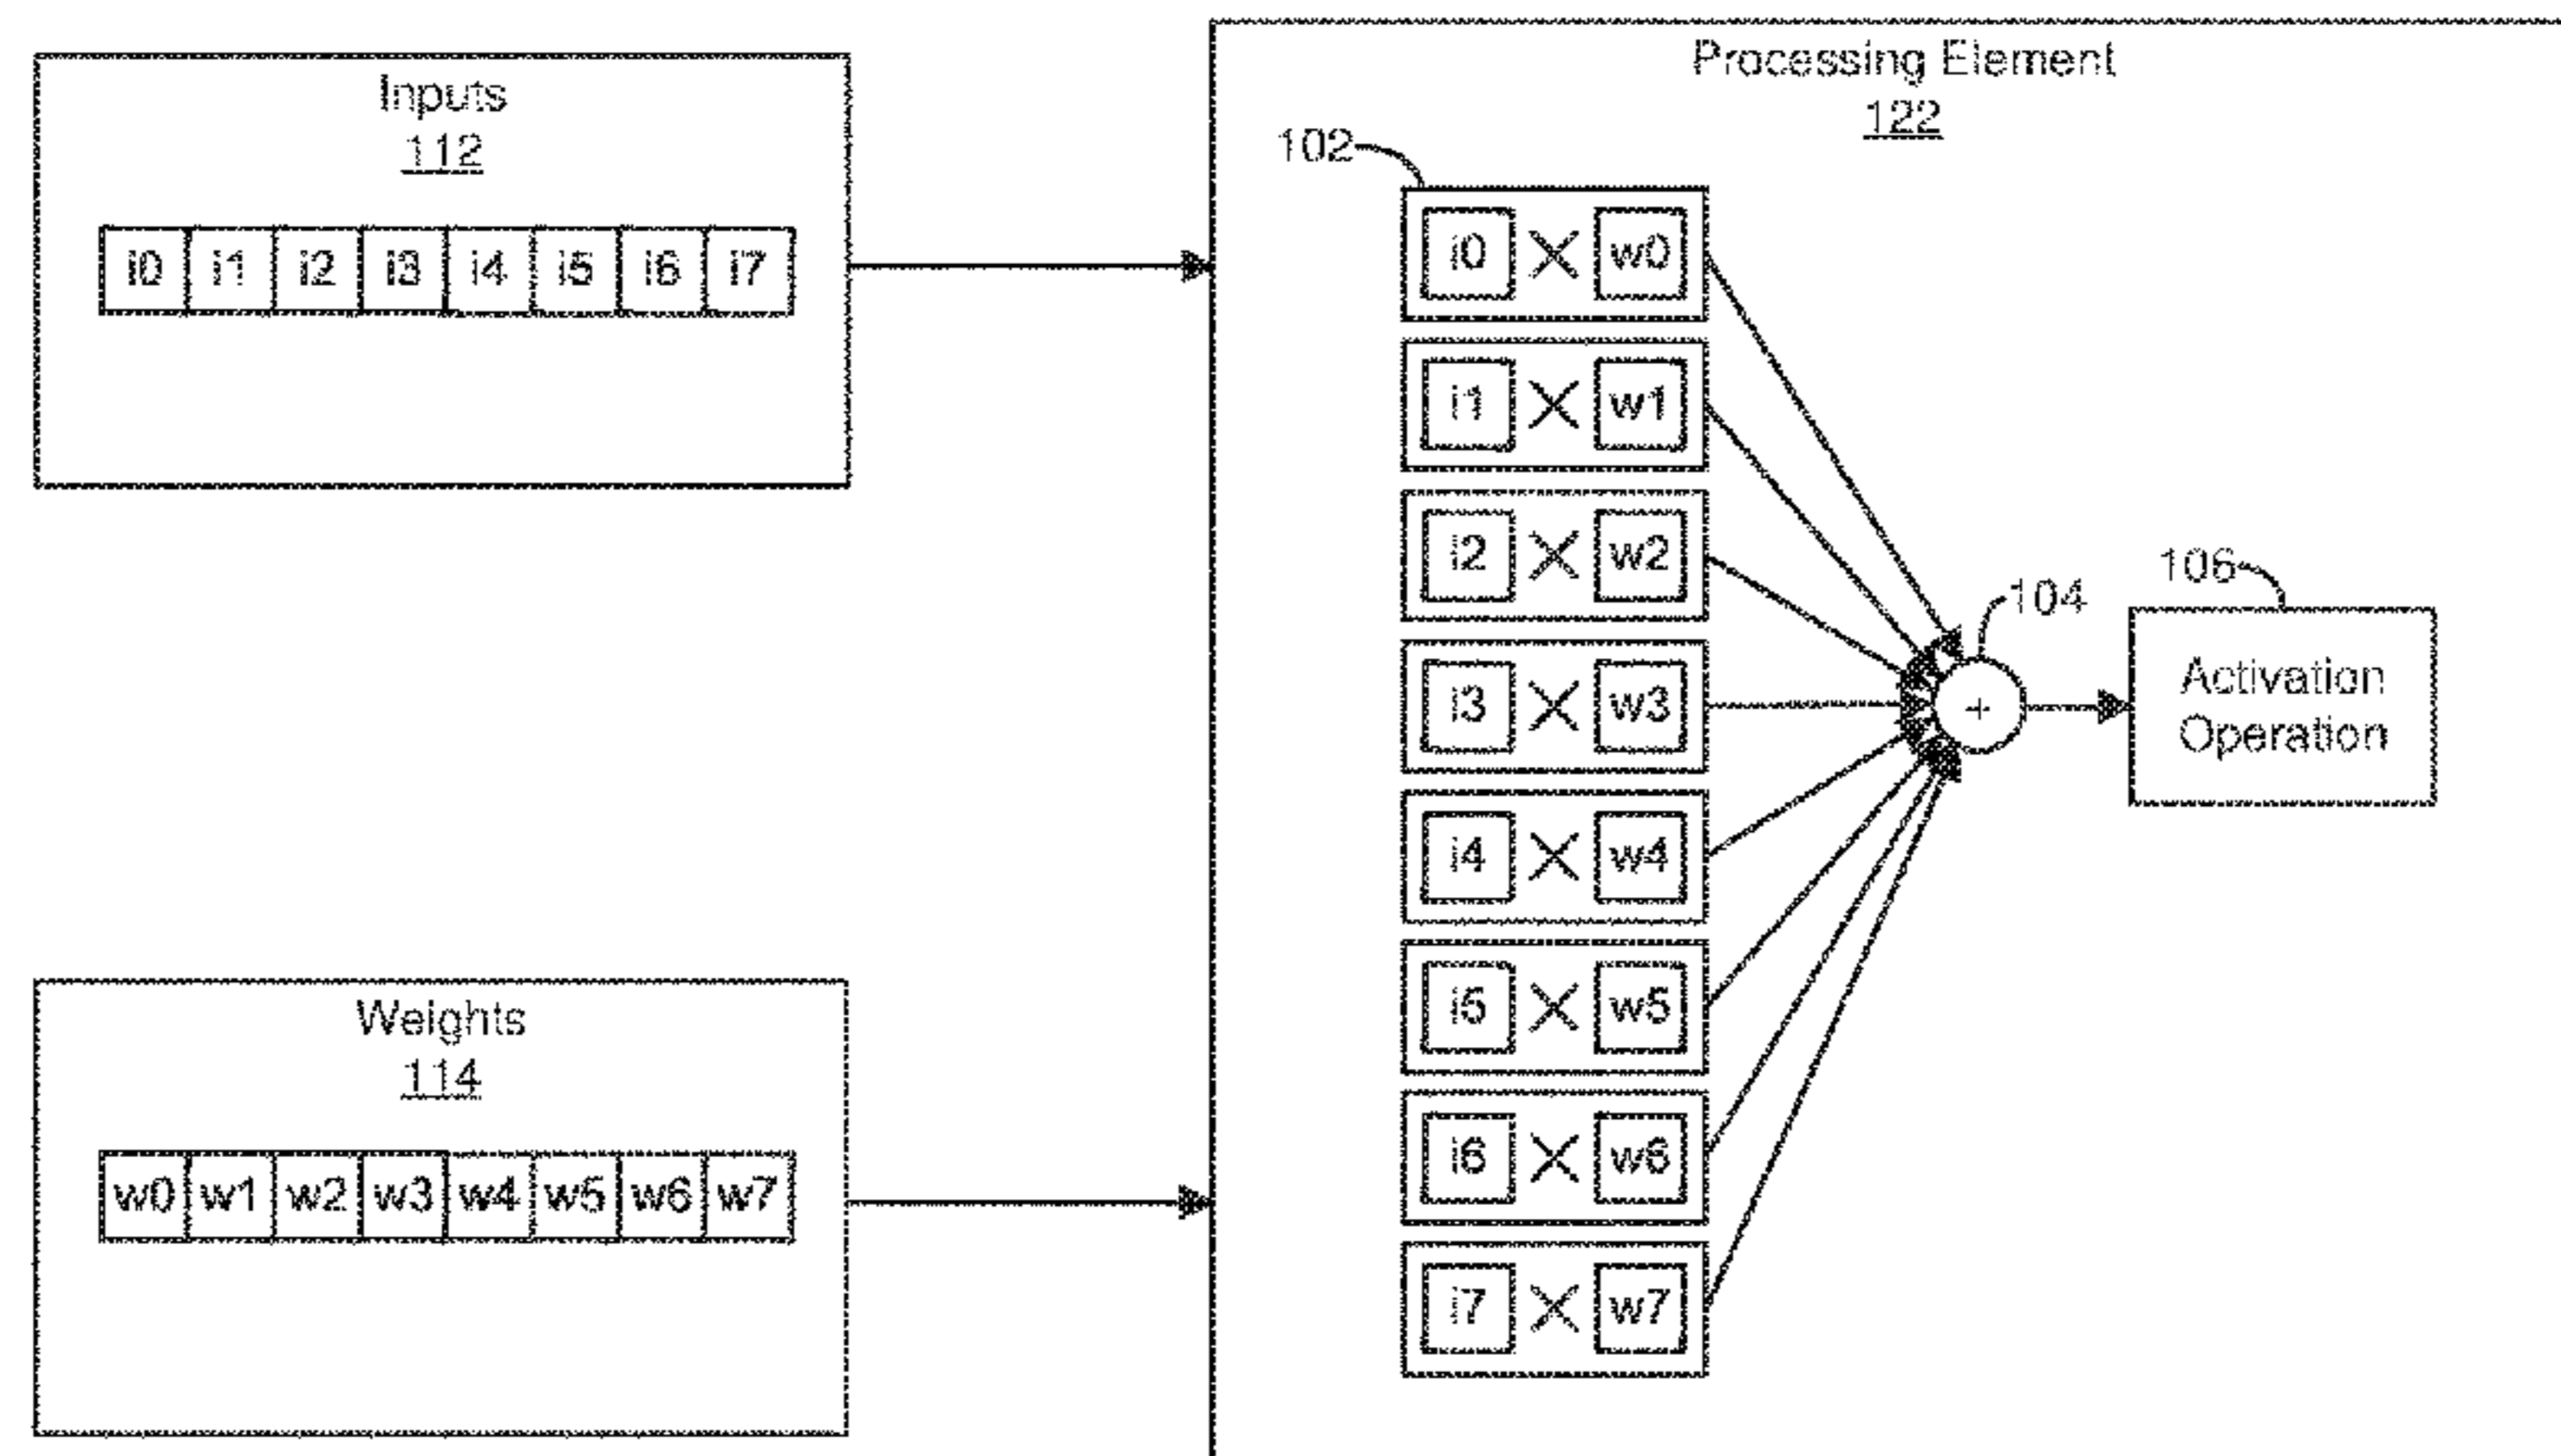 Inputs
112
i0 i1 i2 i3 i4 i5 i6 i7
Weights
114
w0 w1 w2 w3 w4 w5 w6 w7
Processing Element
122
102
i0 × w0
i1 × w1
i2 × w2
i3 × w3
i4 × w4
i5 × w5
i6 × w6
i7 × w7
104
+
106
Activation
Operation